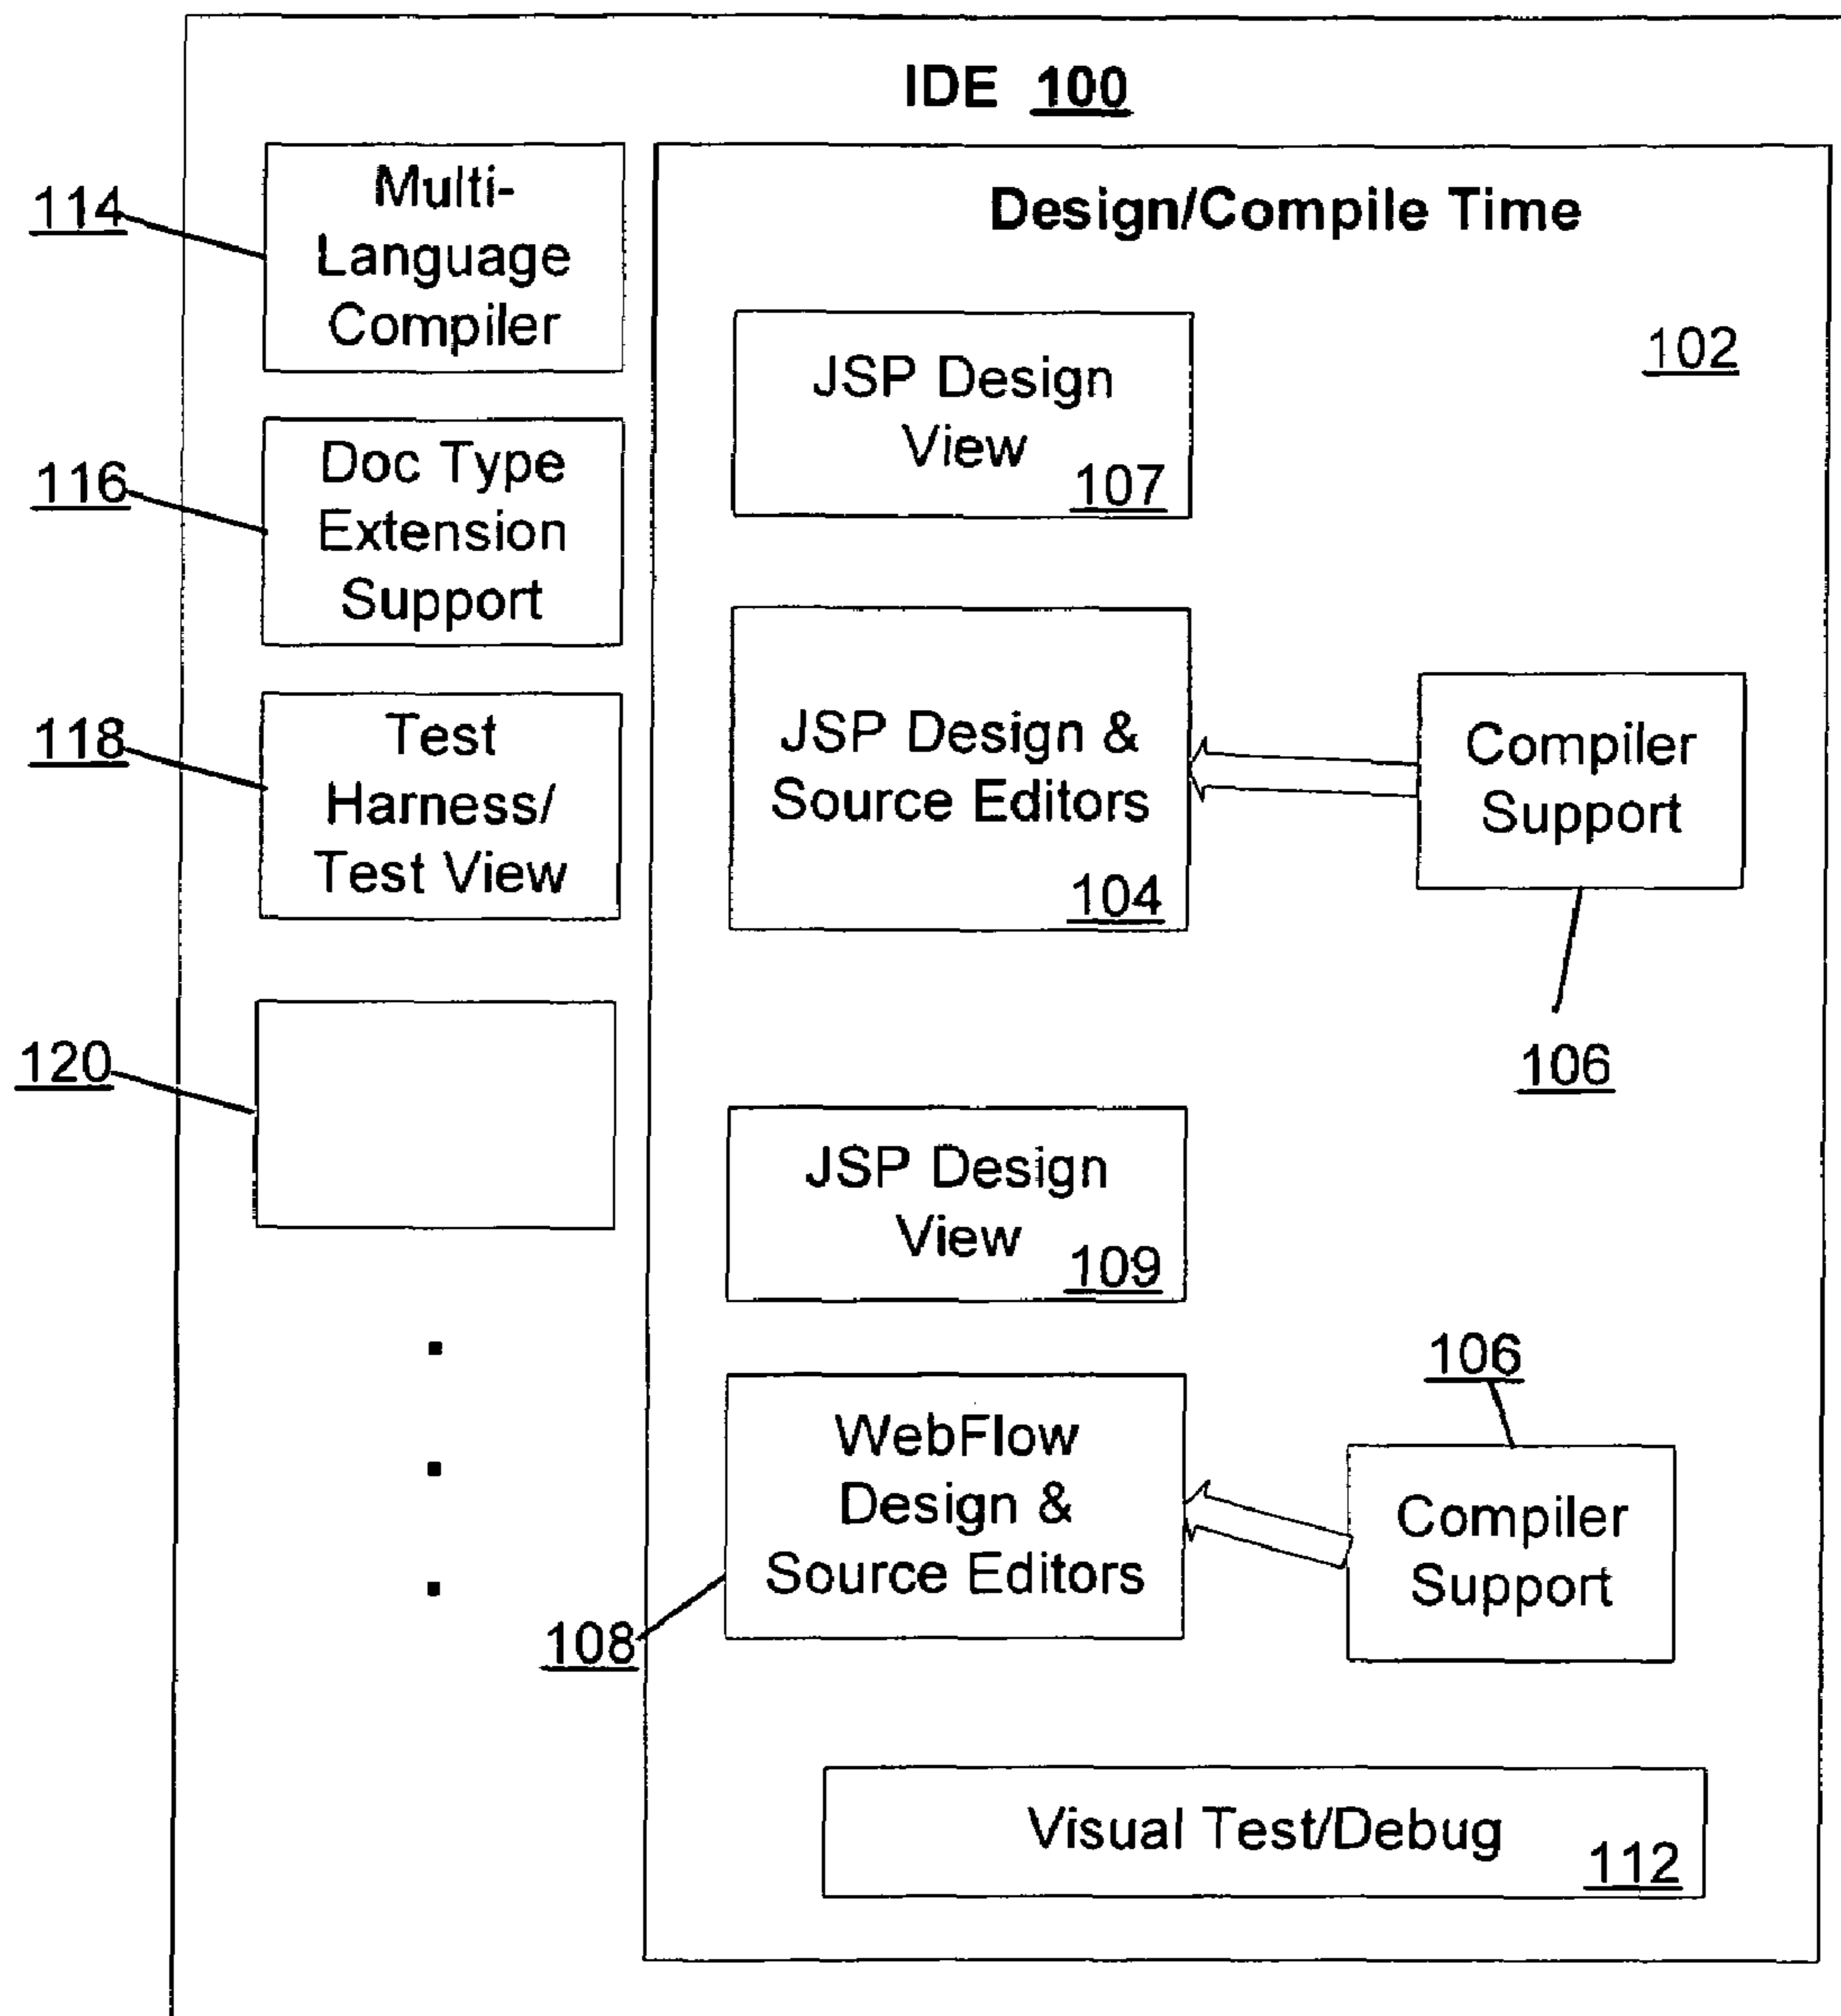 IDE 100
114
Multi-
Language
Compiler
116
Doc Type
Extension
Support
118
Test
Harness/
Test View
120
Design/Compile Time
102
JSP Design
View
107
JSP Design &
Source Editors
104
Compiler
Support
106
JSP Design
View
109
WebFlow
Design &
Source Editors
108
106
Compiler
Support
Visual Test/Debug
112